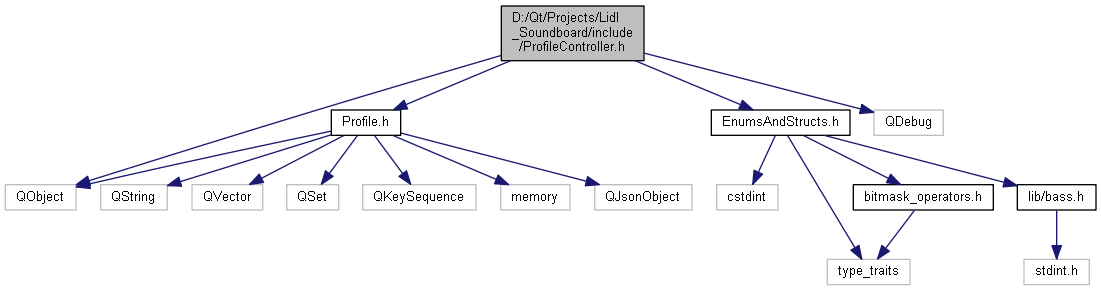 D:/Qt/Projects/Lidl
_Soundboard/include
/ProfileController.h
Profile.h
EnumsAndStructs.h
QDebug
QObject
QString
QVector
QSet
QKeySequence
memory
QJsonObject
cstdint
bitmask_operators.h
lib/bass.h
type_traits
stdint.h